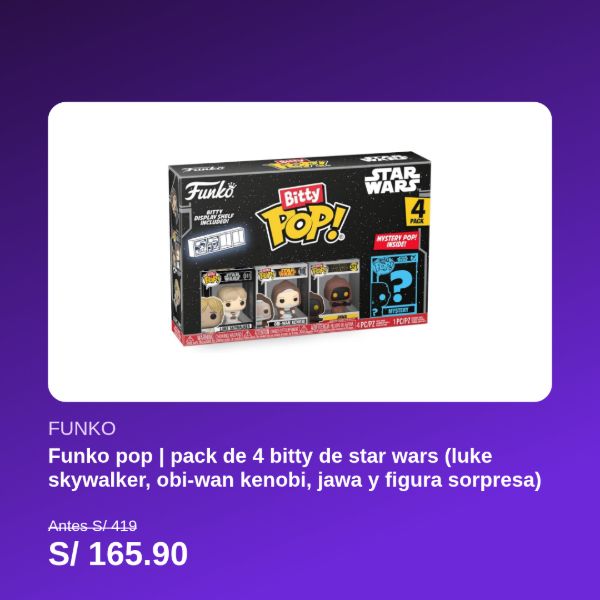 Funko
Bitty
POP!
STAR
WARS
4
PACK
BITTY
DISPLAY SHELF
INCLUDED!
MYSTERY POP!
INSIDE!
LUKE SKYWALKER
OBI-WAN KENOBI
JAWA
?
MYSTERY
FUNKO
Funko pop | pack de 4 bitty de star wars (luke
skywalker, obi-wan kenobi, jawa y figura sorpresa)
Antes S/ 419
S/ 165.90